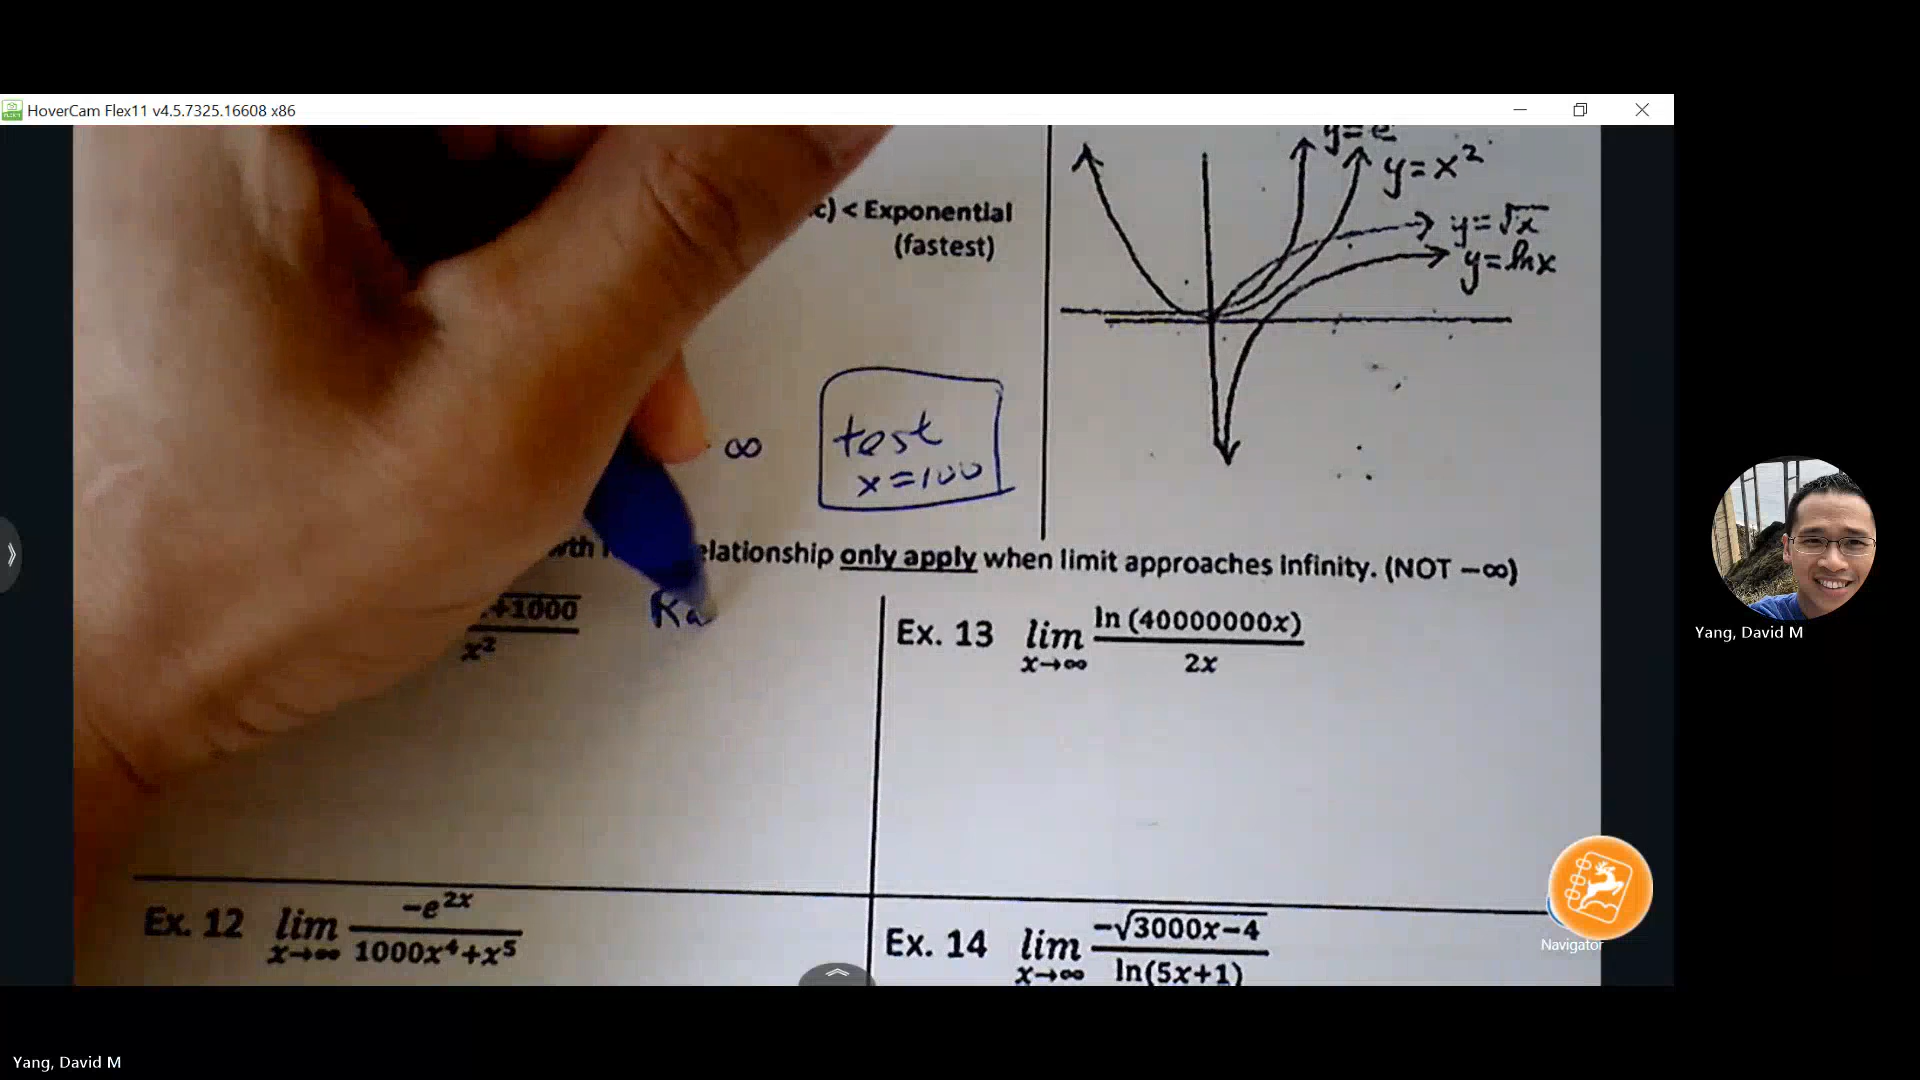 HoverCam Flex11 v4.5.7325.16608 x86
y=e
y=x²
c) < Exponential
(fastest)
y=√x
y=lnx
∞
test
x=100
elationship only apply when limit approaches infinity. (NOT −∞)
+1000
x²
Ra
Ex. 13 lim x→∞ ln (40000000x) / 2x
Ex. 12 lim x→∞ -e²ˣ / 1000x⁴+x⁵
Ex. 14 lim x→∞ -√3000x-4 / ln(5x+1)
Navigator
Yang, David M
Yang, David M